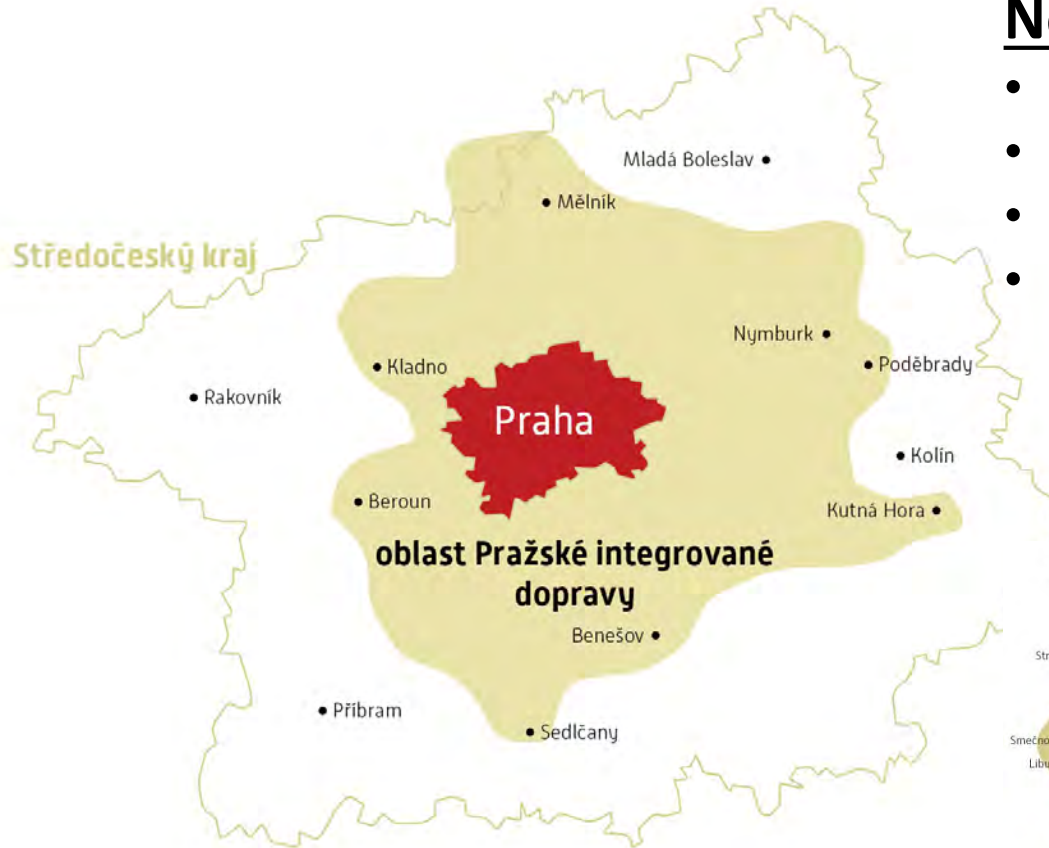 Mladá Boleslav
Mělník
Středočeský kraj
Nymburk
Poděbrady
Kladno
Rakovník
Praha
Kolín
Beroun
Kutná Hora
oblast Pražské integrované
dopravy
Benešov
Příbram
Sedlčany